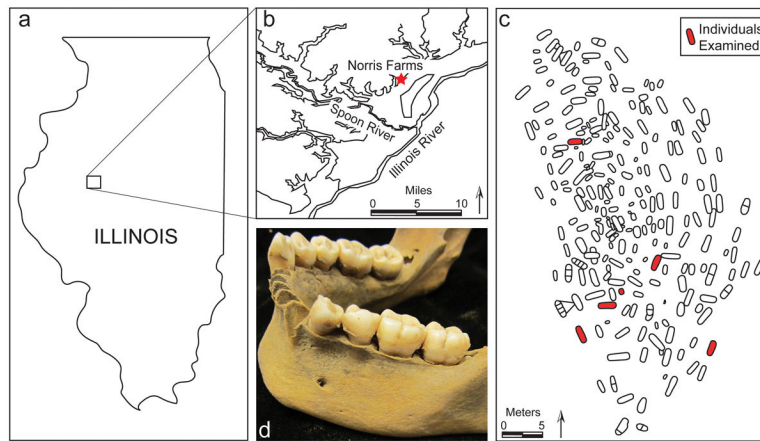 a
ILLINOIS
b
Norris Farms
Spoon River
Illinois River
Miles
0 5 10
c
Individuals
Examined
Meters
0 5
d